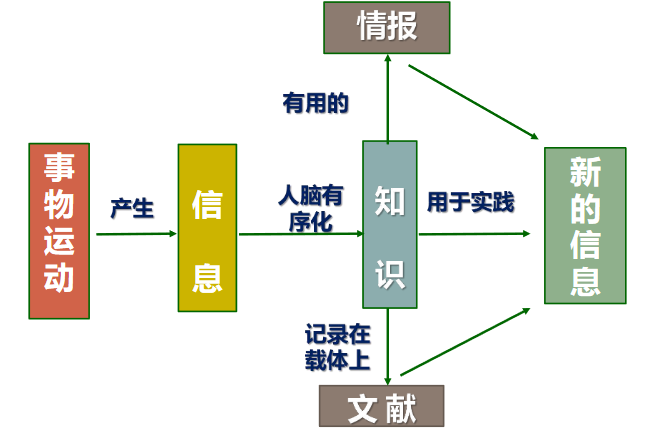 情报
有用的
事物运动
产生
信息
人脑有
序化
知识
用于实践
新的信息
记录在
载体上
文献